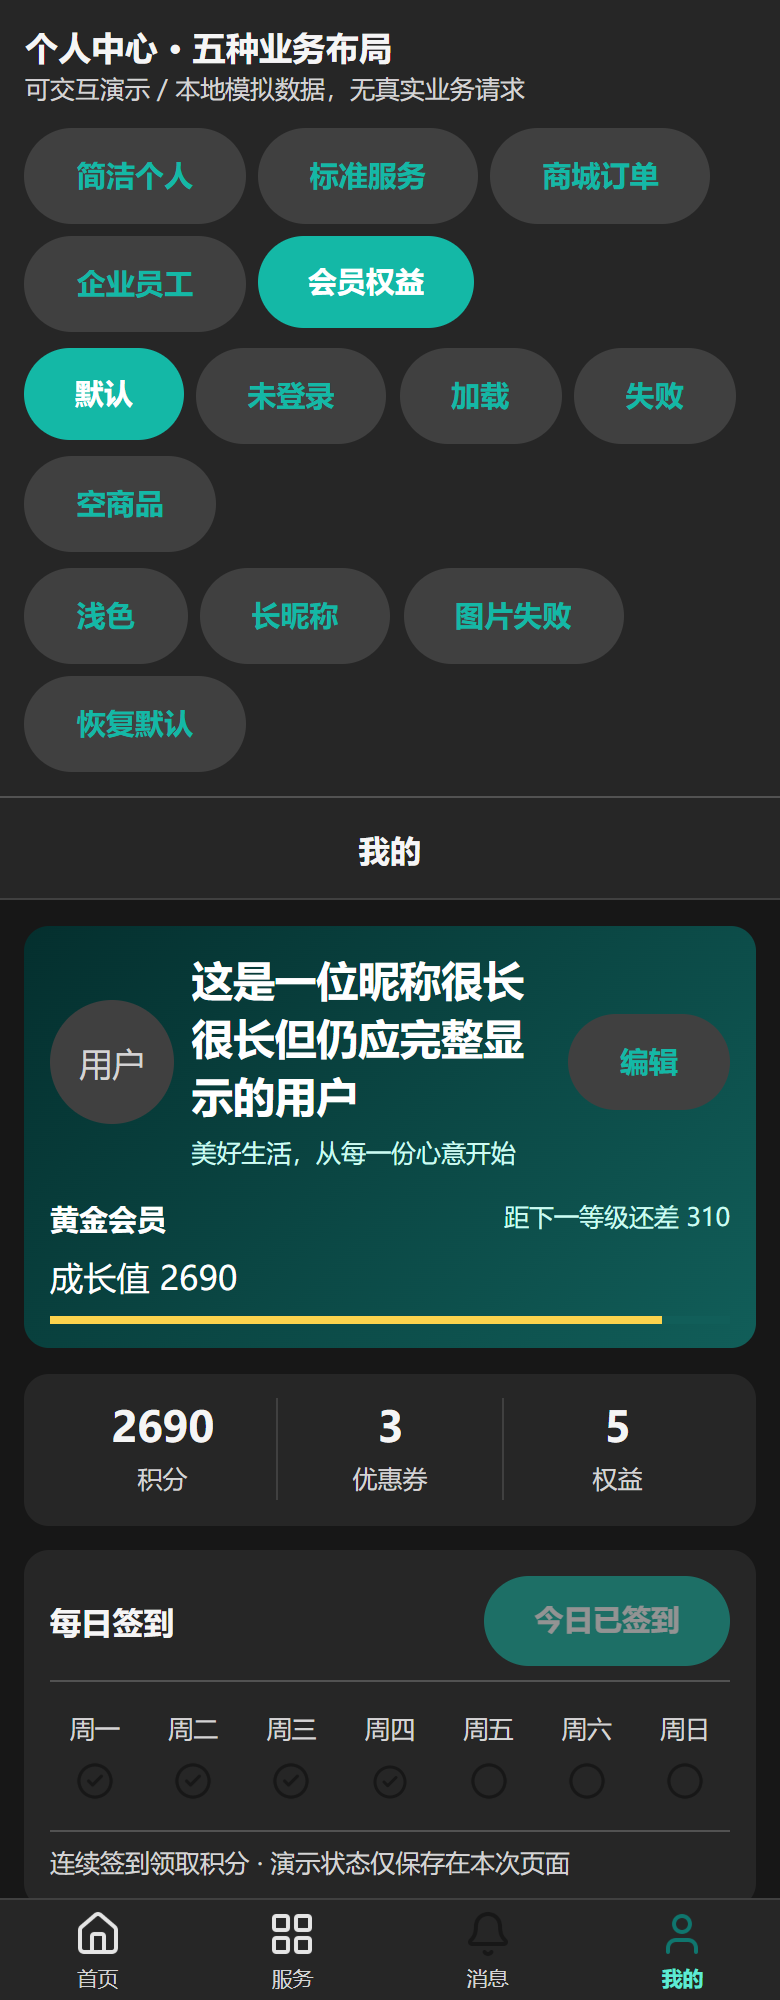 个人中心・五种业务布局
可交互演示 / 本地模拟数据，无真实业务请求
简洁个人 标准服务 商城订单
企业员工 会员权益
默认 未登录 加载 失败
空商品
浅色 长昵称 图片失败
恢复默认
我的
用户
这是一位昵称很长
很长但仍应完整显
示的用户
美好生活，从每一份心意开始
编辑
黄金会员 距下一等级还差 310
成长值 2690
2690 3 5
积分 优惠券 权益
每日签到 今日已签到
周一 周二 周三 周四 周五 周六 周日
连续签到领取积分 · 演示状态仅保存在本次页面
首页 服务 消息 我的